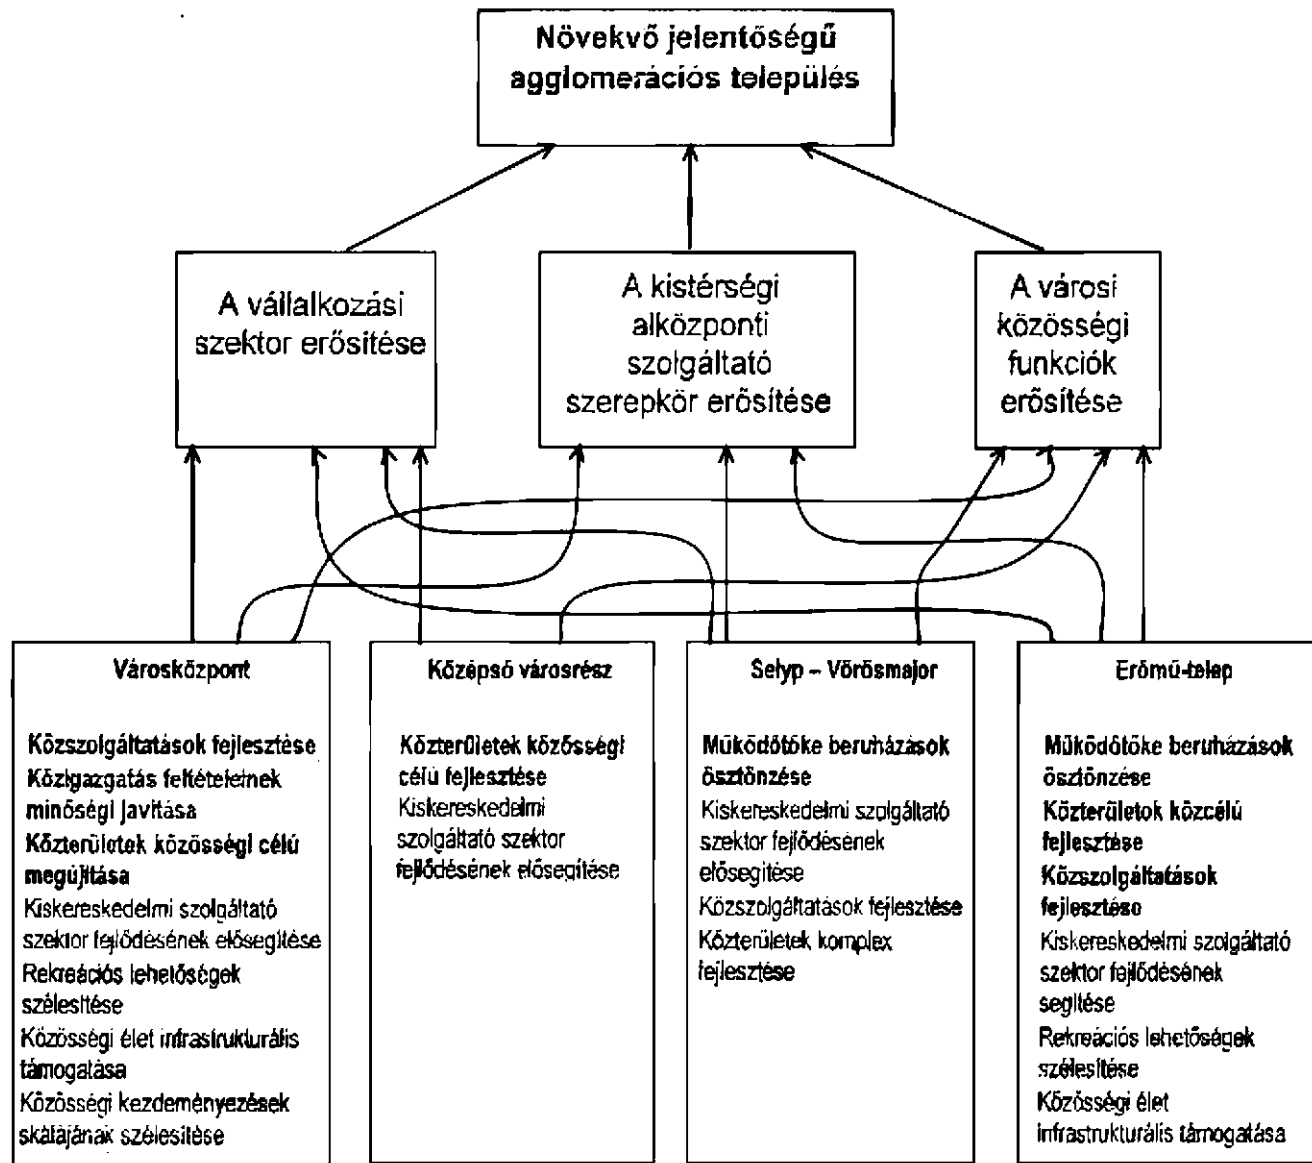 Növekvő jelentőségű
agglomerációs település
A vállalkozási
szektor erősítése
A kistérségi
alközponti
szolgáltató
szerepkör erősítése
A városi
közösségi
funkciók
erősítése
Városközpont
Közszolgáltatások fejlesztése
Közigazgatás feltételeinek
minőségi javítása
Közterületek közösségi célú
megújítása
Kiskereskedelmi szolgáltató
szektor fejlődésének elősegítése
Rekreációs lehetőségek
szélesítése
Közösségi élet infrastrukturális
támogatása
Közösségi kezdeményezések
skálájának szélesítése
Középső városrész
Közterületek közösségi
célú fejlesztése
Kiskereskedelmi
szolgáltató szektor
fejlődésének elősegítése
Selyp – Vörösmajor
Működőtőke beruházások
ösztönzése
Kiskereskedelmi szolgáltató
szektor fejlődésének
elősegítése
Közszolgáltatások fejlesztése
Közterületek komplex
fejlesztése
Erőmű-telep
Működőtőke beruházások
ösztönzése
Közterületek közcélú
fejlesztése
Közszolgáltatások
fejlesztése
Kiskereskedelmi szolgáltató
szektor fejlődésének
segítése
Rekreációs lehetőségek
szélesítése
Közösségi élet
infrastrukturális támogatása